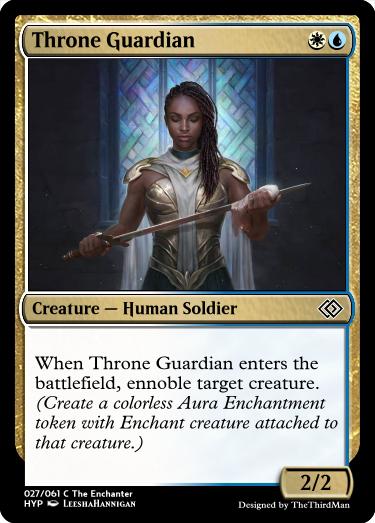 Throne Guardian
Creature — Human Soldier
When Throne Guardian enters the
battlefield, ennoble target creature.
(Create a colorless Aura Enchantment
token with Enchant creature attached to
that creature.)
2/2
027/061 C The Enchanter
HYP LeeshaHannigan
Designed by TheThirdMan